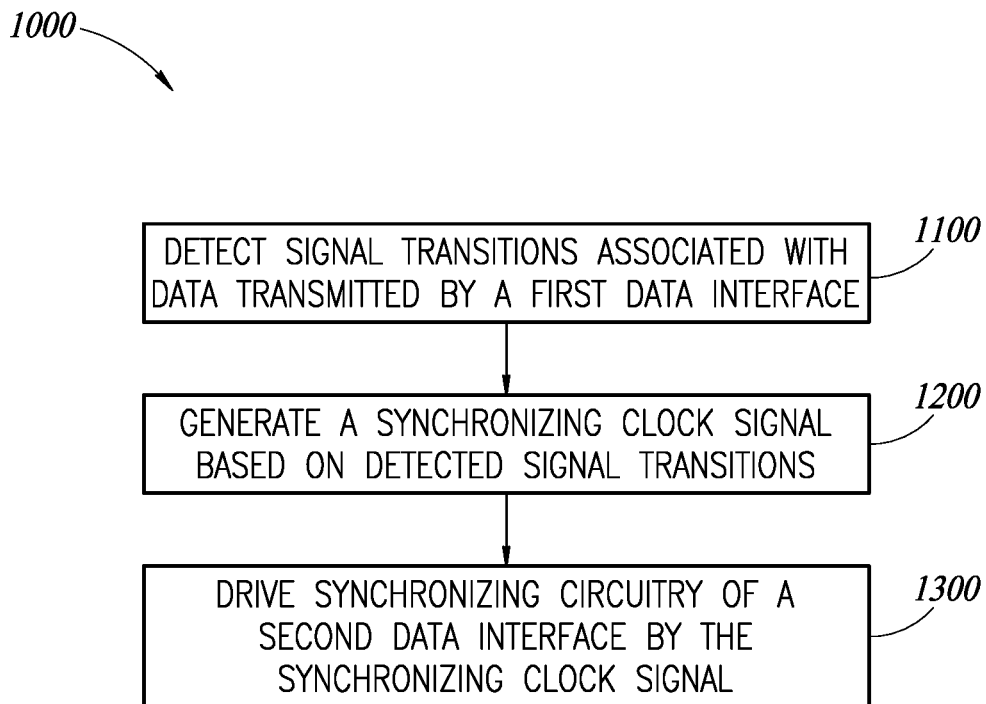 1000
1100
DETECT SIGNAL TRANSITIONS ASSOCIATED WITH
DATA TRANSMITTED BY A FIRST DATA INTERFACE
1200
GENERATE A SYNCHRONIZING CLOCK SIGNAL
BASED ON DETECTED SIGNAL TRANSITIONS
1300
DRIVE SYNCHRONIZING CIRCUITRY OF A
SECOND DATA INTERFACE BY THE
SYNCHRONIZING CLOCK SIGNAL